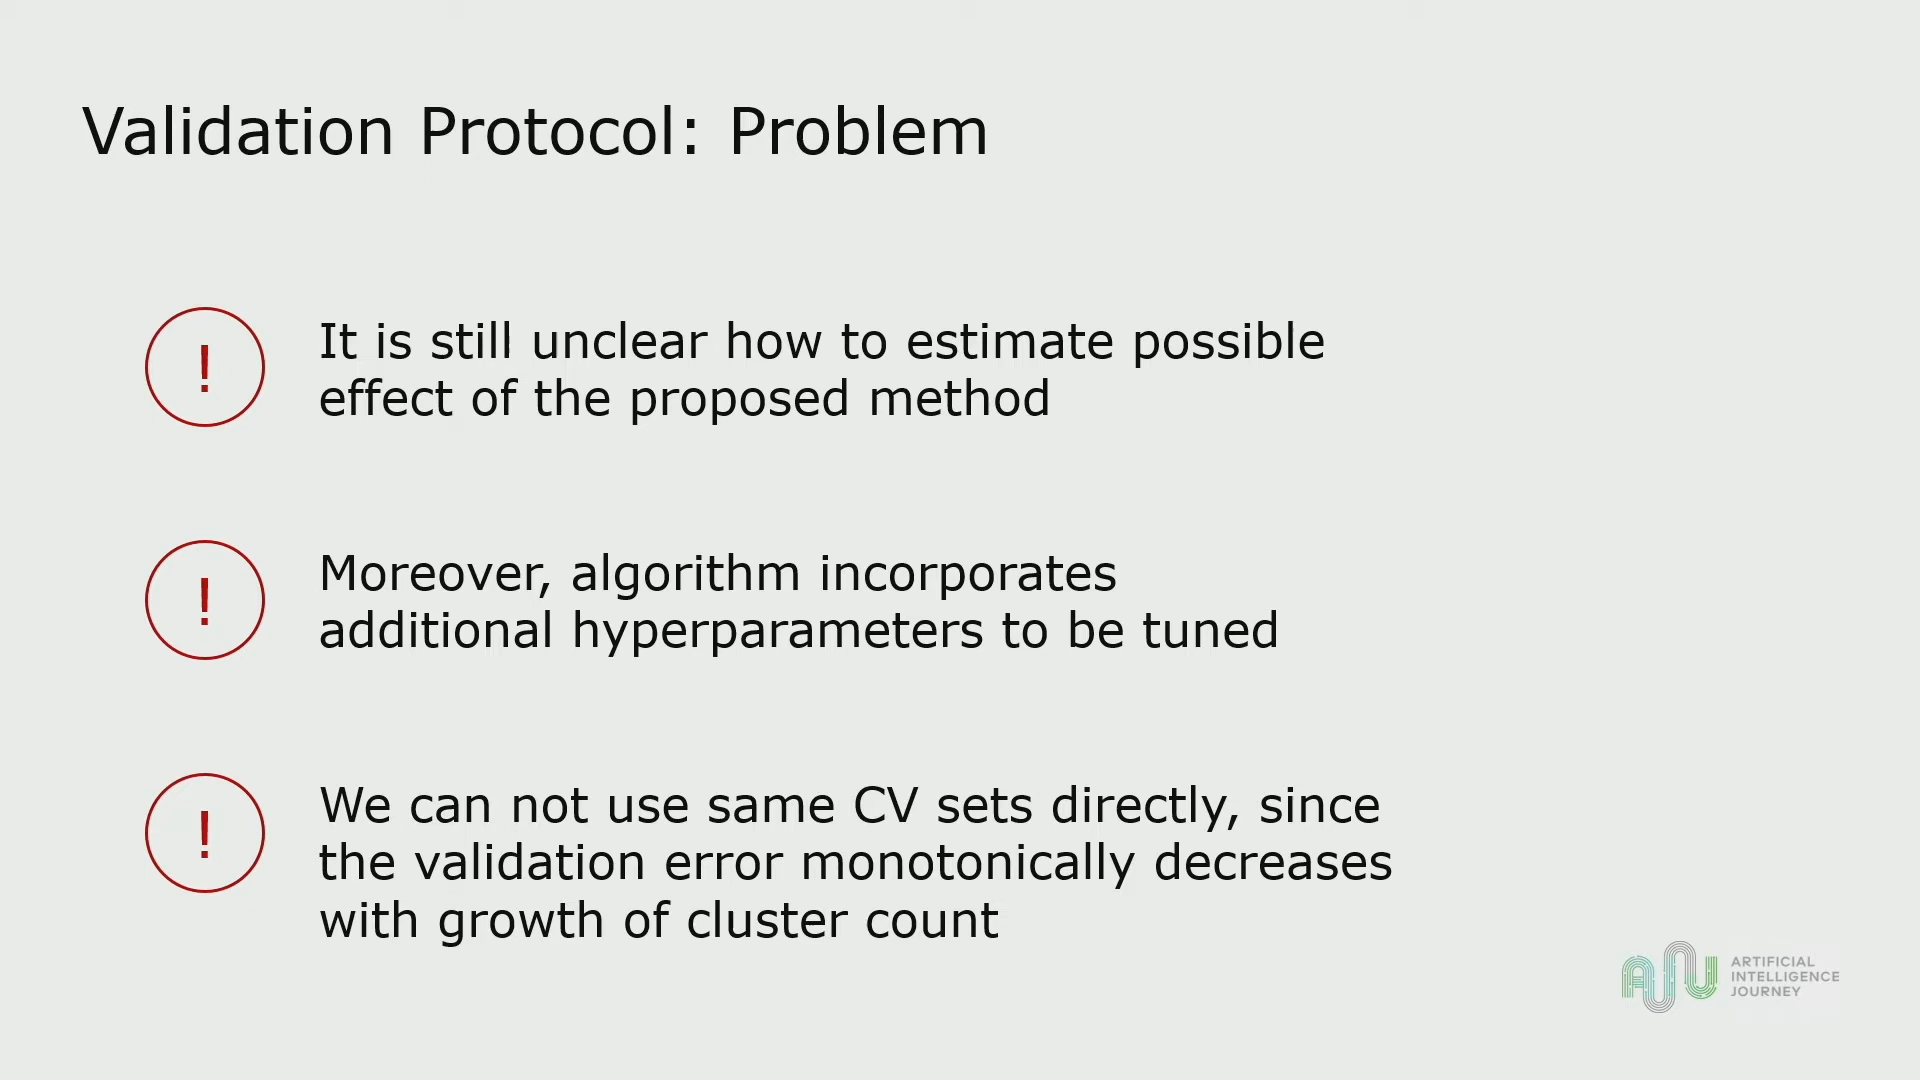 Validation Protocol: Problem
!
It is still unclear how to estimate possible
effect of the proposed method
!
Moreover, algorithm incorporates
additional hyperparameters to be tuned
!
We can not use same CV sets directly, since
the validation error monotonically decreases
with growth of cluster count
AIJ
ARTIFICIAL
INTELLIGENCE
JOURNEY